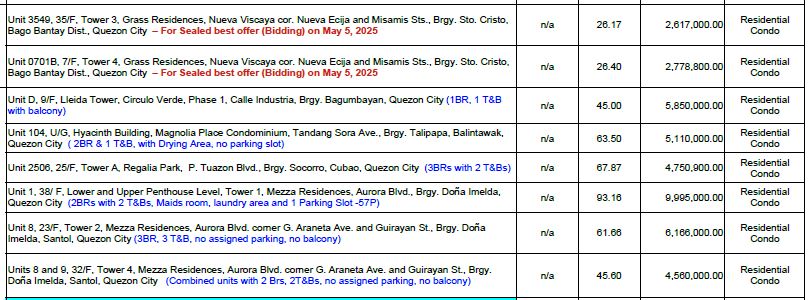 Unit 3549, 35/F, Tower 3, Grass Residences, Nueva Viscaya cor. Nueva Ecija and Misamis Sts., Brgy. Sto. Cristo,
Bago Bantay Dist., Quezon City – For Sealed best offer (Bidding) on May 5, 2025
n/a
26.17
2,617,000.00
Residential
Condo
Unit 0701B, 7/F, Tower 4, Grass Residences, Nueva Viscaya cor. Nueva Ecija and Misamis Sts., Brgy. Sto. Cristo,
Bago Bantay Dist., Quezon City – For Sealed best offer (Bidding) on May 5, 2025
n/a
26.40
2,778,800.00
Residential
Condo
Unit D, 9/F, Lleida Tower, Circulo Verde, Phase 1, Calle Industria, Brgy. Bagumbayan, Quezon City (1BR, 1 T&B
with balcony)
n/a
45.00
5,850,000.00
Residential
Condo
Unit 104, U/G, Hyacinth Building, Magnolia Place Condominium, Tandang Sora Ave., Brgy. Talipapa, Balintawak,
Quezon City ( 2BR & 1 T&B, with Drying Area, no parking slot)
n/a
63.50
5,110,000.00
Residential
Condo
Unit 2506, 25/F, Tower A, Regalia Park, P. Tuazon Blvd., Brgy. Socorro, Cubao, Quezon City (3BRs with 2 T&Bs)
n/a
67.87
4,750,900.00
Residential
Condo
Unit 1, 38/ F, Lower and Upper Penthouse Level, Tower 1, Mezza Residences, Aurora Blvd., Brgy. Doña Imelda,
Quezon City (2BRs with 2 T&Bs, Maids room, laundry area and 1 Parking Slot -57P)
n/a
93.16
9,995,000.00
Residential
Condo
Unit 8, 23/F, Tower 2, Mezza Residences, Aurora Blvd. corner G. Araneta Ave. and Guirayan St., Brgy. Doña
Imelda, Santol, Quezon City (3BR, 3 T&B, no assigned parking, no balcony)
n/a
61.66
6,166,000.00
Residential
Condo
Units 8 and 9, 32/F, Tower 4, Mezza Residences, Aurora Blvd. corner G. Araneta Ave. and Guirayan St., Brgy.
Doña Imelda, Santol, Quezon City (Combined units with 2 Brs, 2T&Bs, no assigned parking, no balcony)
n/a
45.60
4,560,000.00
Residential
Condo